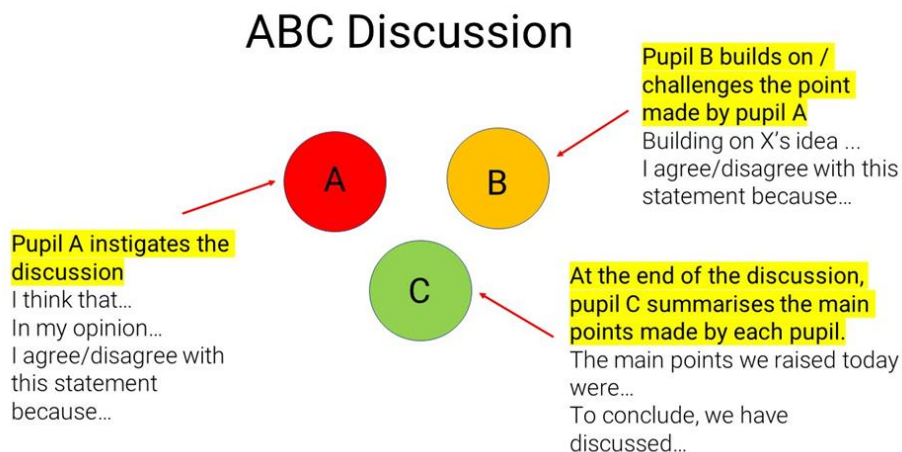 ABC Discussion
Pupil B builds on /
challenges the point
made by pupil A
Building on X’s idea ...
I agree/disagree with this
statement because…
A
B
Pupil A instigates the
discussion
I think that…
In my opinion…
I agree/disagree with
this statement
because…
C
At the end of the discussion,
pupil C summarises the main
points made by each pupil.
The main points we raised today
were…
To conclude, we have
discussed…